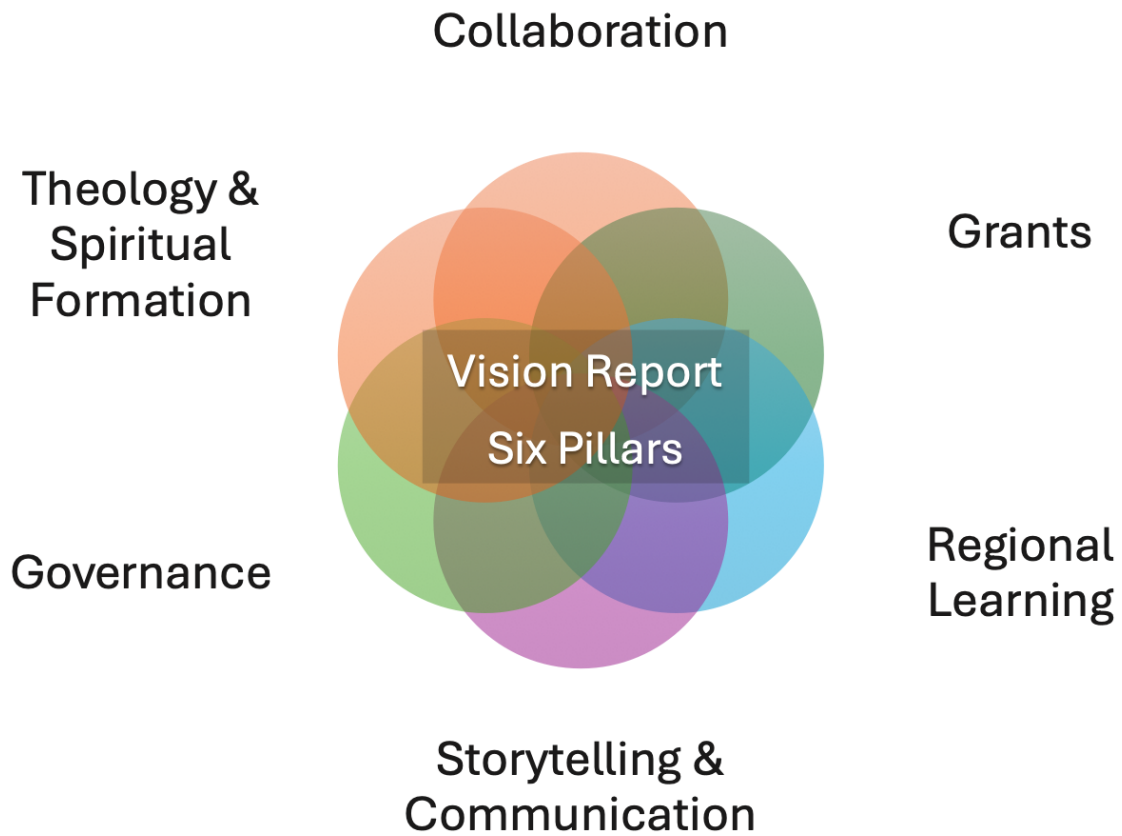 Collaboration
Theology &
Spiritual
Formation
Grants
Vision Report
Six Pillars
Governance
Regional
Learning
Storytelling &
Communication